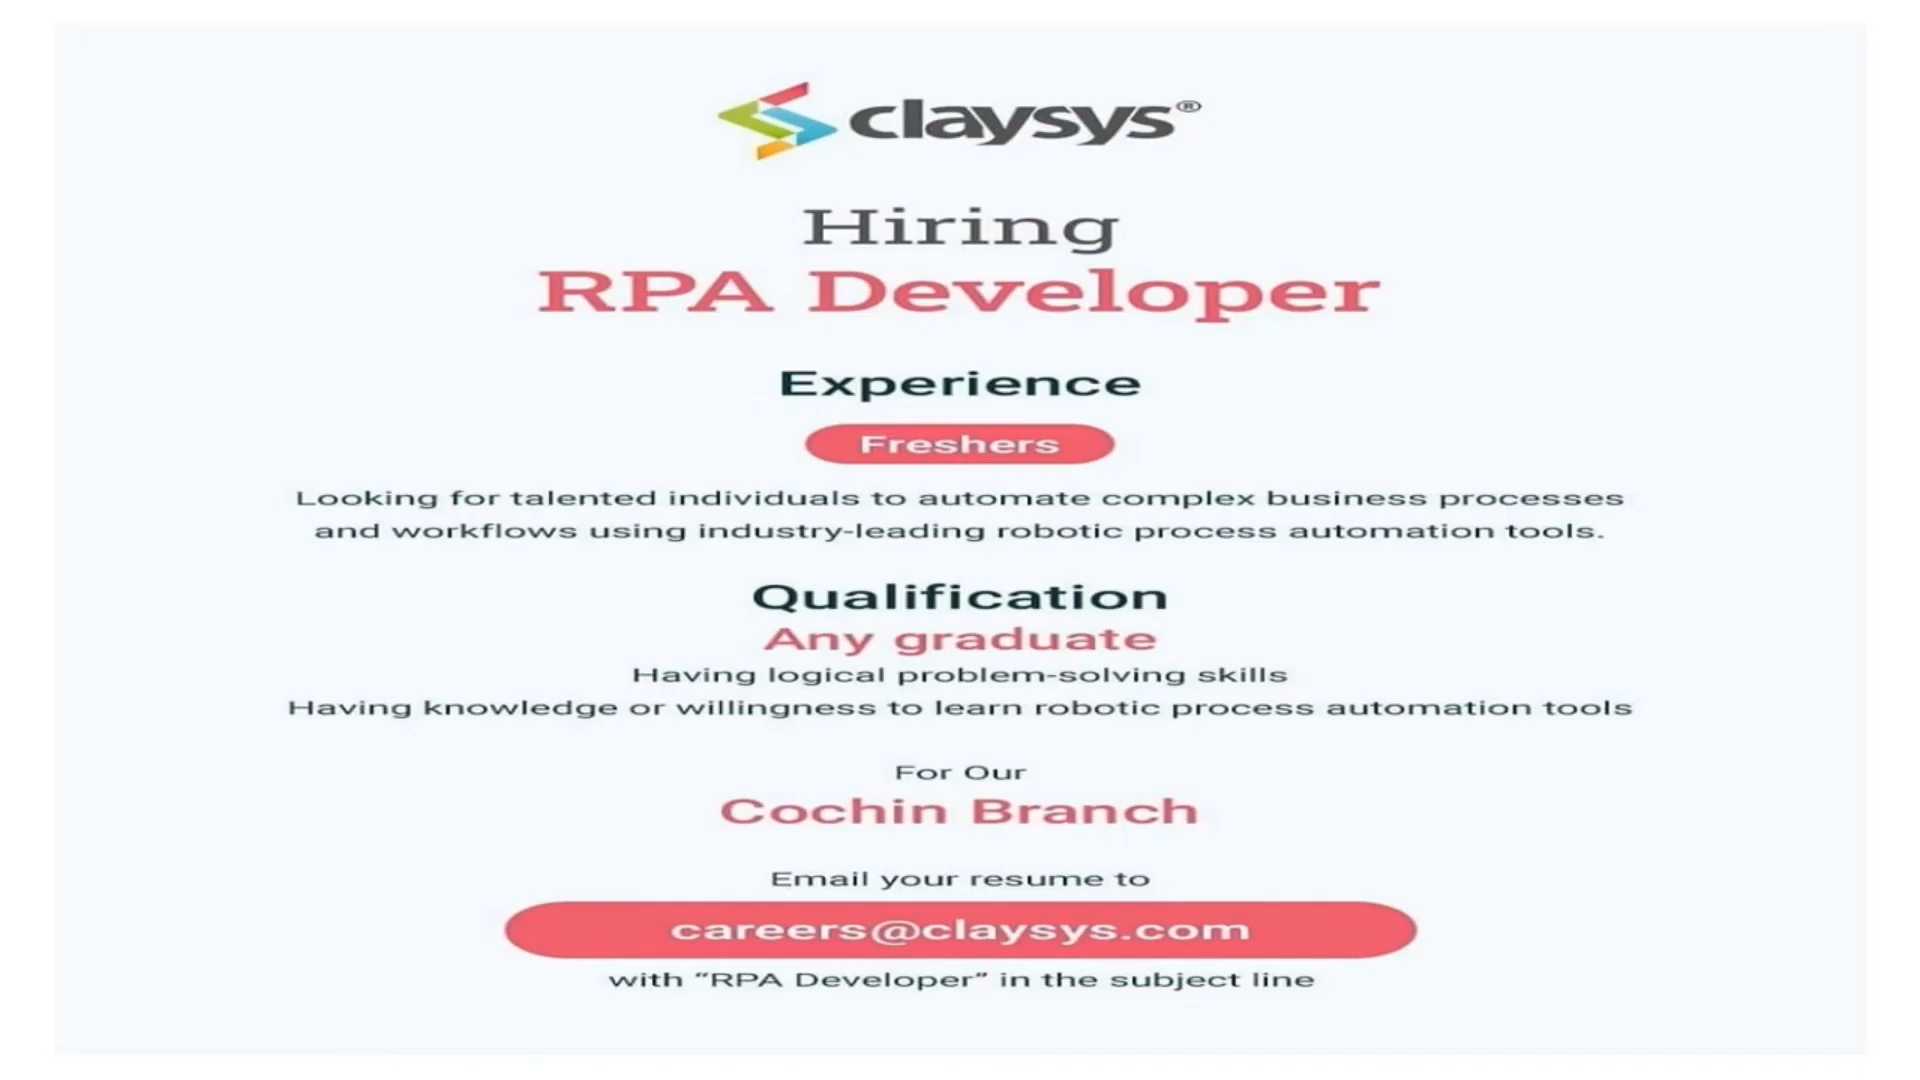 claysys®
Hiring
RPA Developer
Experience
Freshers
Looking for talented individuals to automate complex business processes
and workflows using industry-leading robotic process automation tools.
Qualification
Any graduate
Having logical problem-solving skills
Having knowledge or willingness to learn robotic process automation tools
For Our
Cochin Branch
Email your resume to
careers@claysys.com
with “RPA Developer” in the subject line